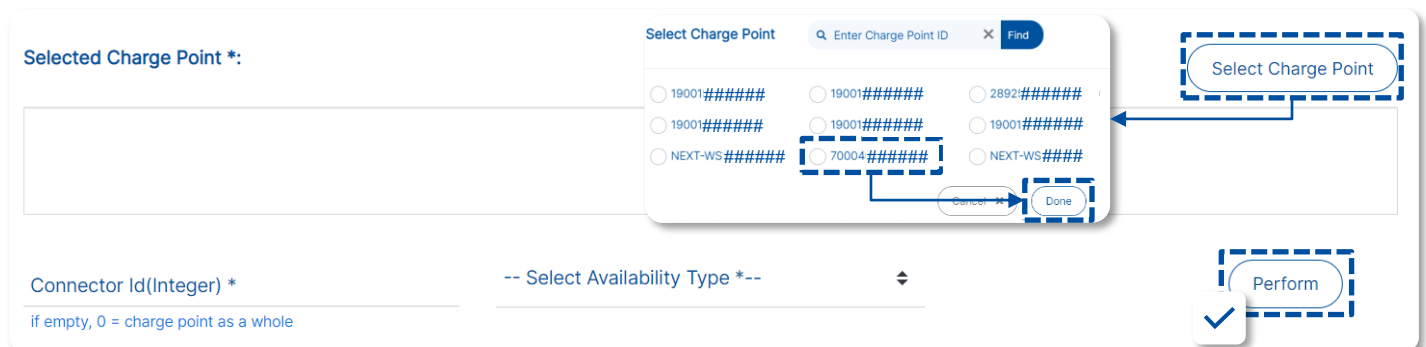 Selected Charge Point *:
Select Charge Point
Enter Charge Point ID
Find
Select Charge Point
19001######
19001######
28925######
19001######
19001######
19001######
NEXT-WS######
70004######
NEXT-WS####
Cancel
Done
Connector Id(Integer) *
if empty, 0 = charge point as a whole
-- Select Availability Type *--
Perform